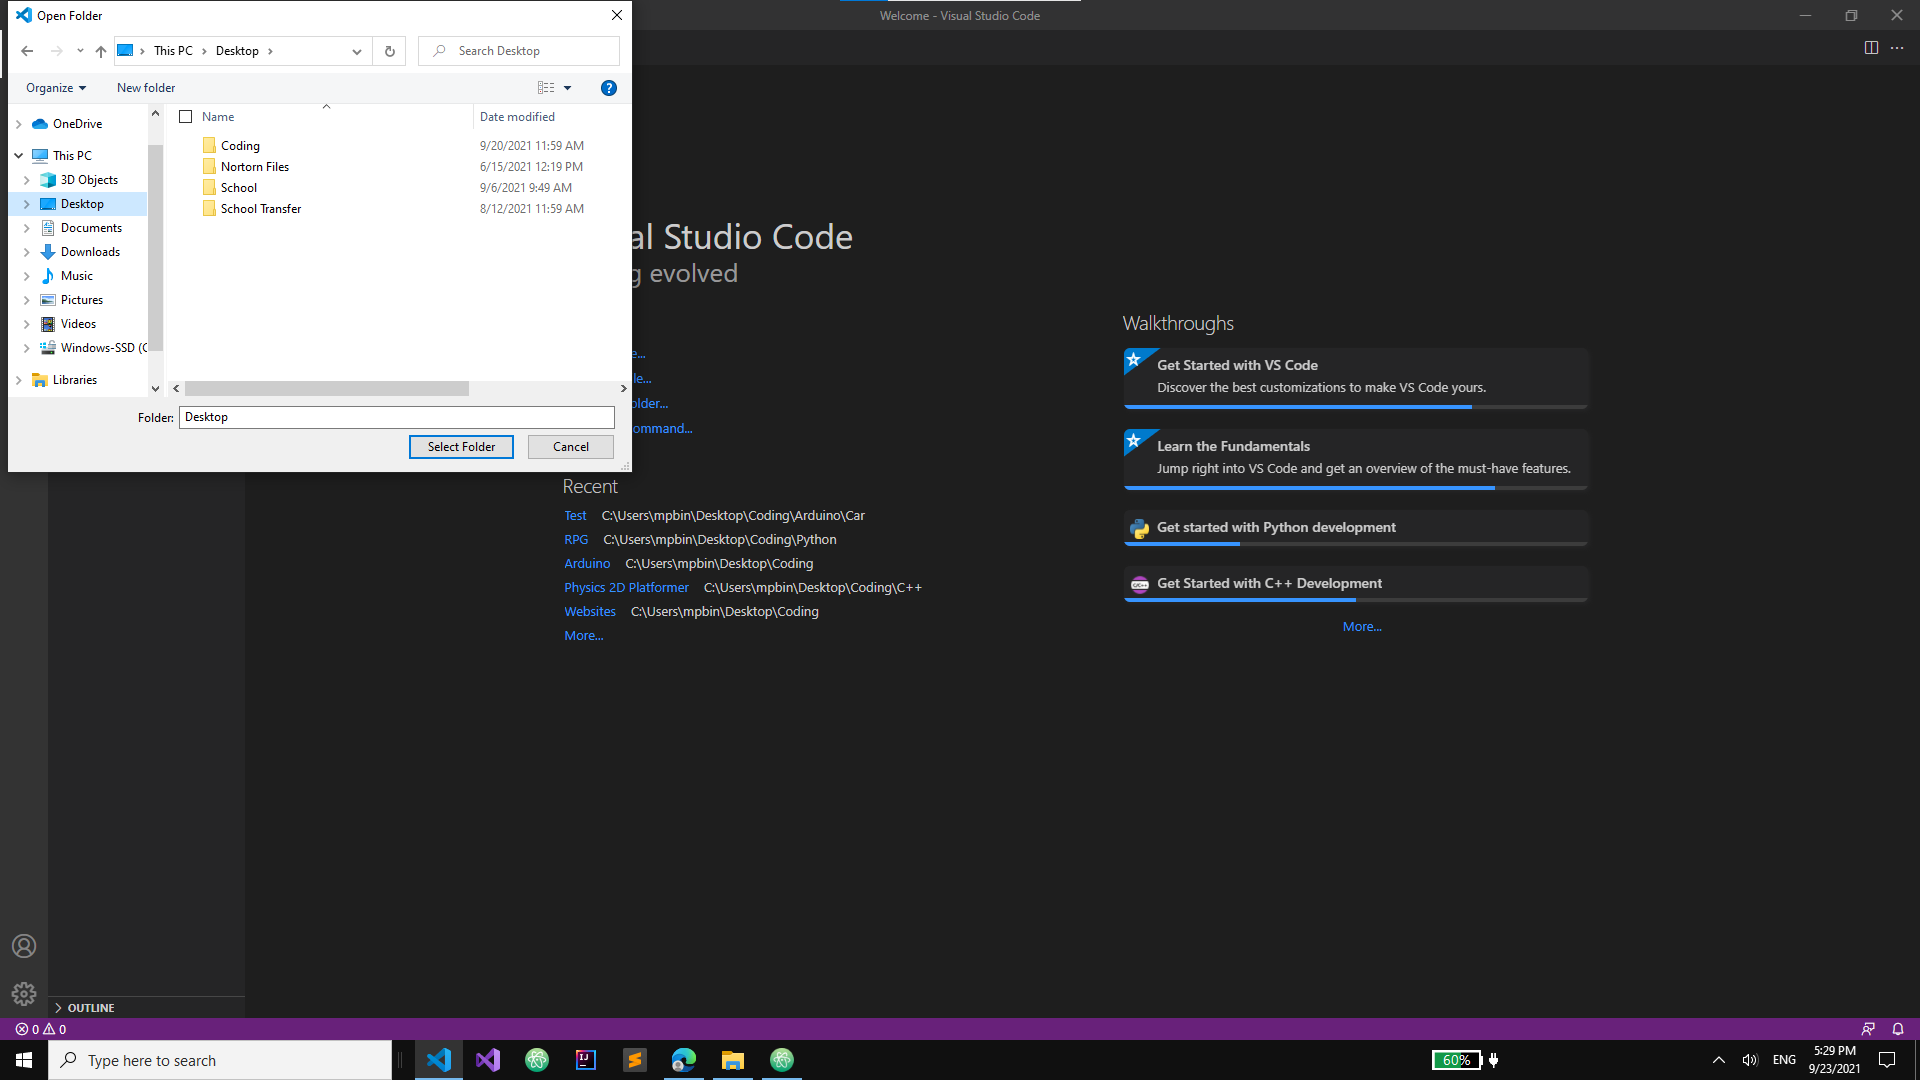 Open Folder
Welcome - Visual Studio Code
This PC
Desktop
Search Desktop
Organize
New folder
?
Name
Date modified
OneDrive
This PC
3D Objects
Desktop
Documents
Downloads
Music
Pictures
Videos
Windows-SSD (C
Libraries
Coding 9/20/2021 11:59 AM
Nortorn Files 6/15/2021 12:19 PM
School 9/6/2021 9:49 AM
School Transfer 8/12/2021 11:59 AM
Folder: Desktop
Select Folder
Cancel
al Studio Code
g evolved
e...
le...
older...
ommand...
Recent
Test C:\Users\mpbin\Desktop\Coding\Arduino\Car
RPG C:\Users\mpbin\Desktop\Coding\Python
Arduino C:\Users\mpbin\Desktop\Coding
Physics 2D Platformer C:\Users\mpbin\Desktop\Coding\C++
Websites C:\Users\mpbin\Desktop\Coding
More...
Walkthroughs
Get Started with VS Code
Discover the best customizations to make VS Code yours.
Learn the Fundamentals
Jump right into VS Code and get an overview of the must-have features.
Get started with Python development
Get Started with C++ Development
More...
OUTLINE
0 0
Type here to search
60%
ENG
5:29 PM
9/23/2021